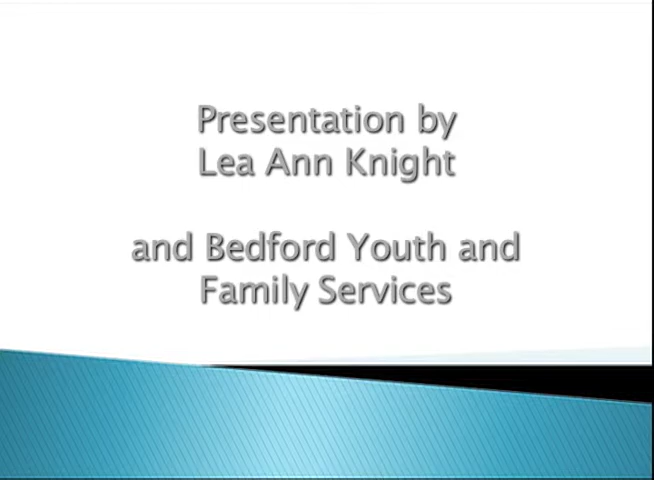 Presentation by
Lea Ann Knight
and Bedford Youth and
Family Services